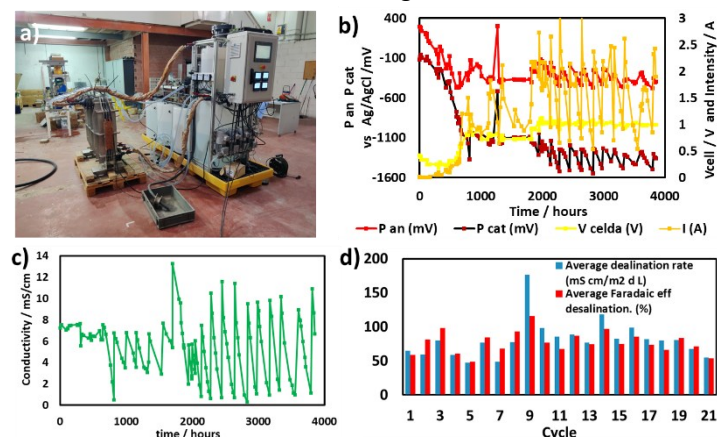 a)
b)
400
-100
-600
-1100
-1600
P an P cat
vs Ag/AgCl /mV
3
2.5
2
1.5
1
0.5
0
Vcell / V and Intensity / A
0 1000 2000 3000 4000
Time / hours
P an (mV) P cat (mV) V celda (V) I (A)
c)
14
12
10
8
6
4
2
0
Conductivity / mS/cm
0 1000 2000 3000 4000
time / hours
d)
200
150
100
50
0
Average dealination rate
(mS cm/m2 d L)
Average Faradaic eff
desalination. (%)
1 3 5 7 9 11 13 15 17 19 21
Cycle